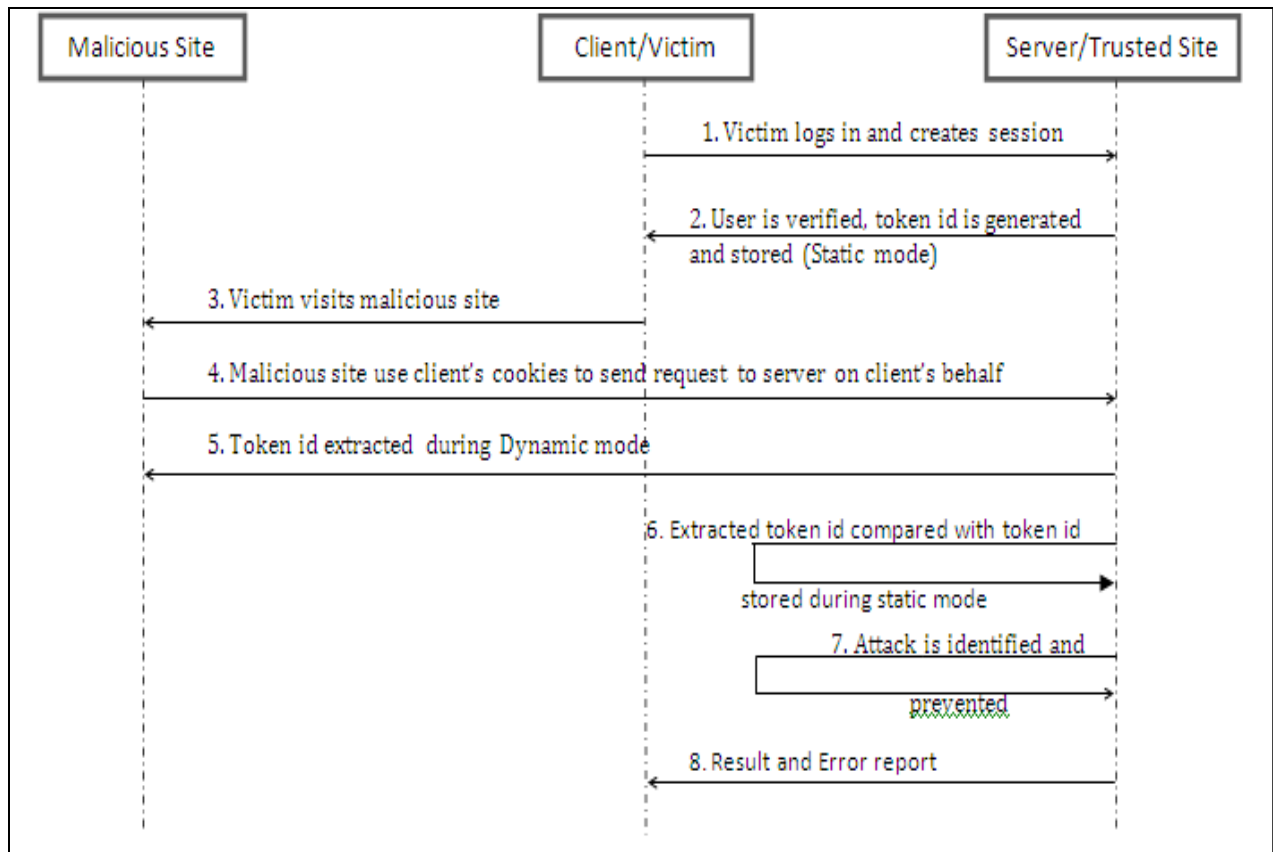 Malicious Site
Client/Victim
Server/Trusted Site
1. Victim logs in and creates session
2. User is verified, token id is generated
and stored (Static mode)
3. Victim visits malicious site
4. Malicious site use client's cookies to send request to server on client's behalf
5. Token id extracted during Dynamic mode
6. Extracted token id compared with token id
stored during static mode
7. Attack is identified and
prevented
8. Result and Error report